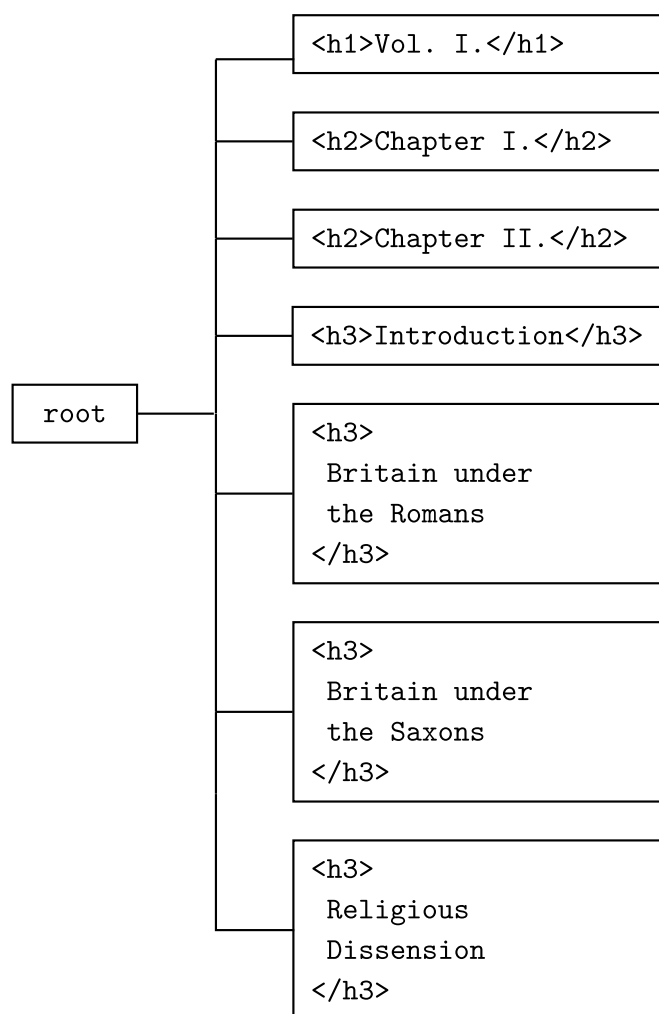 <h1>Vol. I.</h1>
<h2>Chapter I.</h2>
<h2>Chapter II.</h2>
<h3>Introduction</h3>
root
<h3>
Britain under
the Romans
</h3>
<h3>
Britain under
the Saxons
</h3>
<h3>
Religious
Dissension
</h3>